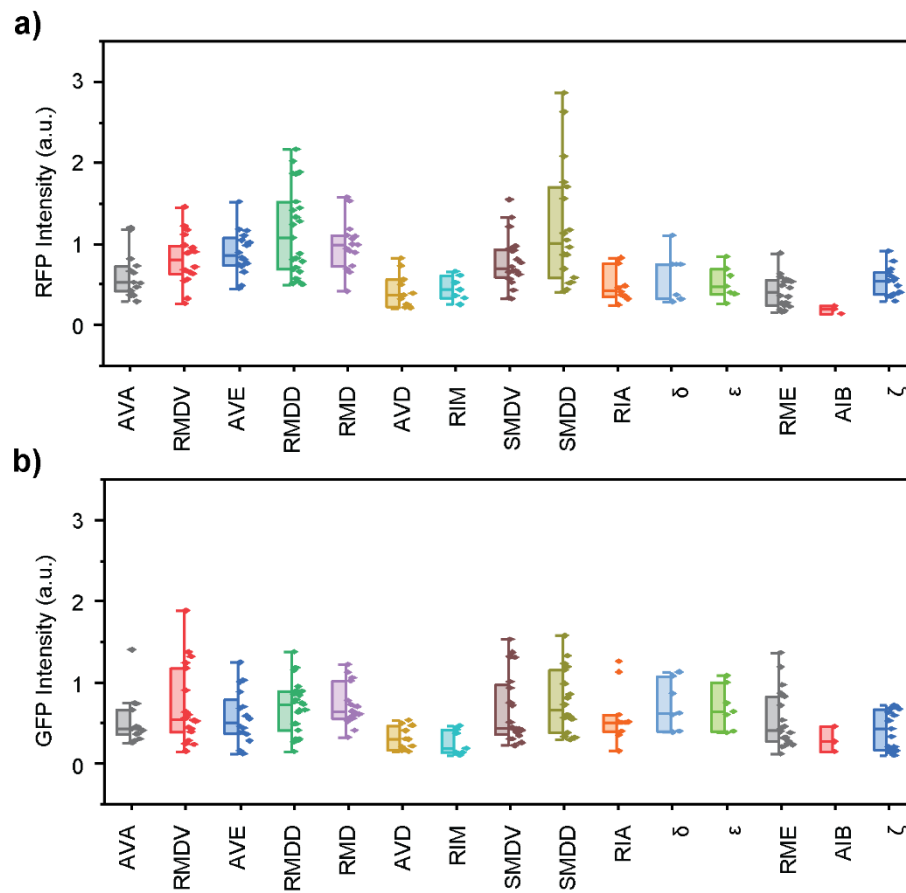 a)
RFP Intensity (a.u.)
3
2
1
0
AVA RMDV AVE RMDD RMD AVD RIM SMDV SMDD RIA δ ε RME AIB ζ
b)
GFP Intensity (a.u.)
3
2
1
0
AVA RMDV AVE RMDD RMD AVD RIM SMDV SMDD RIA δ ε RME AIB ζ